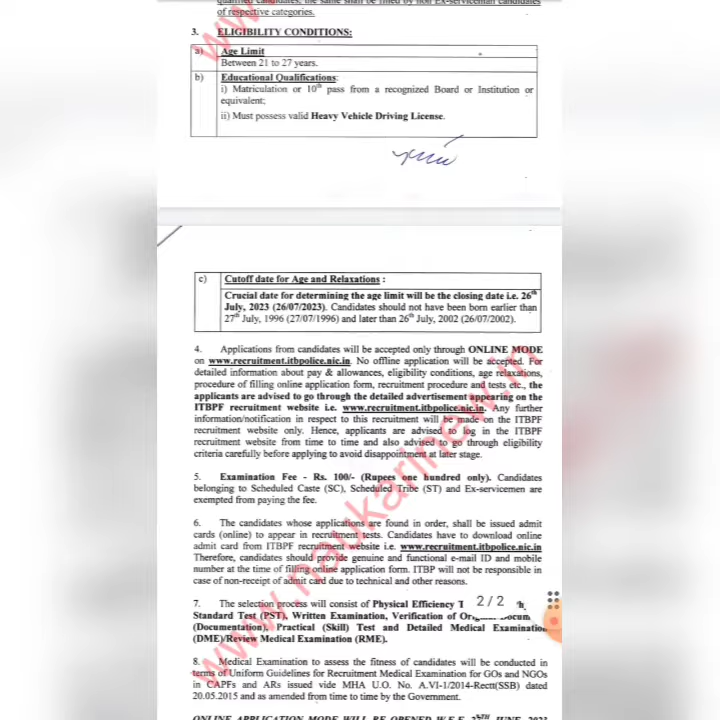 qualified candidates, the same shall be filled by non Ex-serviceman candidates
of respective categories.
3. ELIGIBILITY CONDITIONS:
a) Age Limit
Between 21 to 27 years.
b) Educational Qualifications:
i) Matriculation or 10th pass from a recognized Board or Institution or
equivalent;
ii) Must possess valid Heavy Vehicle Driving License.
c) Cutoff date for Age and Relaxations :
Crucial date for determining the age limit will be the closing date i.e. 26th
July, 2023 (26/07/2023). Candidates should not have been born earlier than
27th July, 1996 (27/07/1996) and later than 26th July, 2002 (26/07/2002).
4. Applications from candidates will be accepted only through ONLINE MODE
on www.recruitment.itbpolice.nic.in. No offline application will be accepted. For
detailed information about pay & allowances, eligibility conditions, age relaxations,
procedure of filling online application form, recruitment procedure and tests etc., the
applicants are advised to go through the detailed advertisement appearing on the
ITBPF recruitment website i.e. www.recruitment.itbpolice.nic.in. Any further
information/notification in respect to this recruitment will be made on the ITBPF
recruitment website only. Hence, applicants are advised to log in the ITBPF
recruitment website from time to time and also advised to go through eligibility
criteria carefully before applying to avoid disappointment at later stage.
5. Examination Fee - Rs. 100/- (Rupees one hundred only). Candidates
belonging to Scheduled Caste (SC), Scheduled Tribe (ST) and Ex-servicemen are
exempted from paying the fee.
6. The candidates whose applications are found in order, shall be issued admit
cards (online) to appear in recruitment tests. Candidates have to download online
admit card from ITBPF recruitment website i.e. www.recruitment.itbpolice.nic.in
Therefore, candidates should provide genuine and functional e-mail ID and mobile
number at the time of filling online application form. ITBP will not be responsible in
case of non-receipt of admit card due to technical and other reasons.
7. The selection process will consist of Physical Efficiency T 2/2
Standard Test (PST), Written Examination, Verification of Orig Docum
(Documentation), Practical (Skill) Test and Detailed Medical Examination
(DME)/Review Medical Examination (RME).
8. Medical Examination to assess the fitness of candidates will be conducted in
terms of Uniform Guidelines for Recruitment Medical Examination for GOs and NGOs
in CAPFs and ARs issued vide MHA U.O. No. A.VI-1/2014-Rectt(SSB) dated
20.05.2015 and as amended from time to time by the Government.
ONLINE APPLICATION MODE WILL BE OPENED W.E.F. 27TH JUNE, 2023
www.naukarinew.in